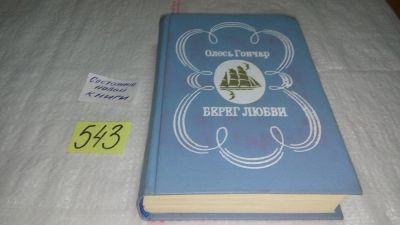 Состояние
новой
книги
543
Олесь Гончар
БЕРЕГ ЛЮБВИ